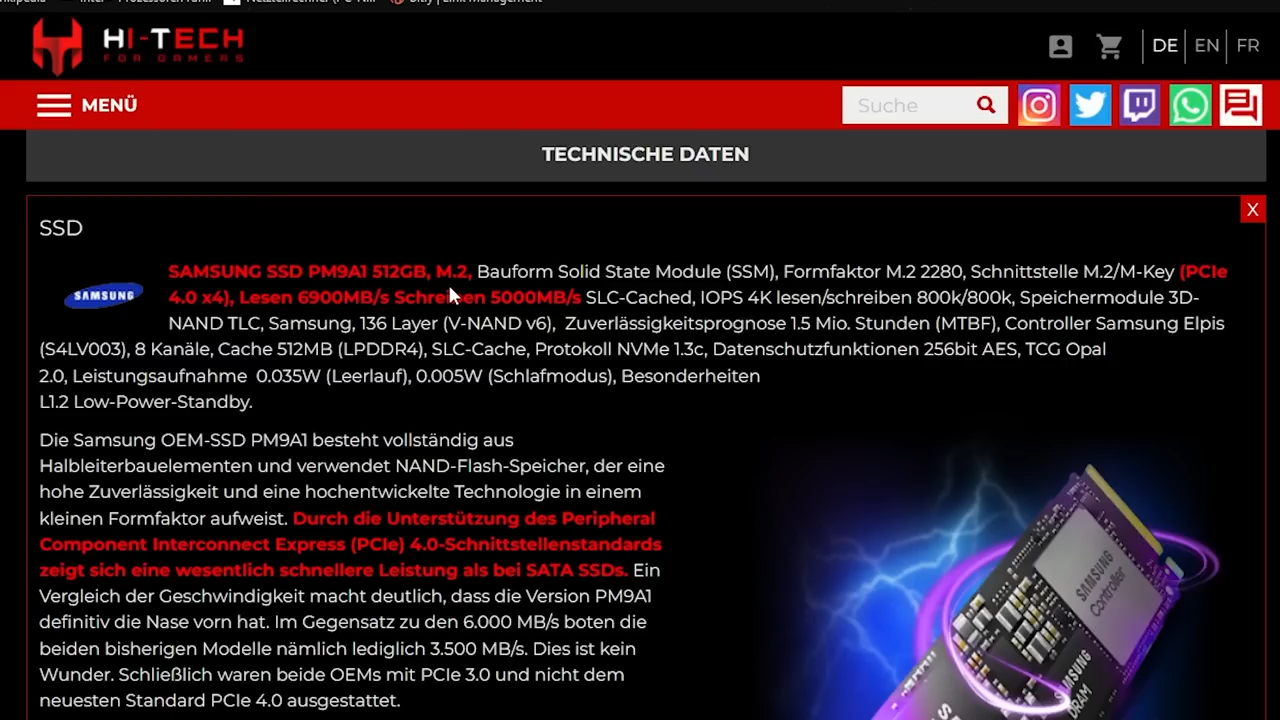 HI-TECH
FOR GAMERS
DE EN FR
MENÜ
Suche
TECHNISCHE DATEN
X
SSD
SAMSUNG
SAMSUNG SSD PM9A1 512GB, M.2, Bauform Solid State Module (SSM), Formfaktor M.2 2280, Schnittstelle M.2/M-Key (PCIe
4.0 x4), Lesen 6900MB/s Schreiben 5000MB/s SLC-Cached, IOPS 4K lesen/schreiben 800k/800k, Speichermodule 3D-
NAND TLC, Samsung, 136 Layer (V-NAND v6), Zuverlässigkeitsprognose 1.5 Mio. Stunden (MTBF), Controller Samsung Elpis
(S4LV003), 8 Kanäle, Cache 512MB (LPDDR4), SLC-Cache, Protokoll NVMe 1.3c, Datenschutzfunktionen 256bit AES, TCG Opal
2.0, Leistungsaufnahme 0.035W (Leerlauf), 0.005W (Schlafmodus), Besonderheiten
L1.2 Low-Power-Standby.
Die Samsung OEM-SSD PM9A1 besteht vollständig aus
Halbleiterbauelementen und verwendet NAND-Flash-Speicher, der eine
hohe Zuverlässigkeit und eine hochentwickelte Technologie in einem
kleinen Formfaktor aufweist. Durch die Unterstützung des Peripheral
Component Interconnect Express (PCIe) 4.0-Schnittstellenstandards
zeigt sich eine wesentlich schnellere Leistung als bei SATA SSDs. Ein
Vergleich der Geschwindigkeit macht deutlich, dass die Version PM9A1
definitiv die Nase vorn hat. Im Gegensatz zu den 6.000 MB/s boten die
beiden bisherigen Modelle nämlich lediglich 3.500 MB/s. Dies ist kein
Wunder. Schließlich waren beide OEMs mit PCIe 3.0 und nicht dem
neuesten Standard PCIe 4.0 ausgestattet.
SAMSUNG
Controller
SAMSUNG
DRAM